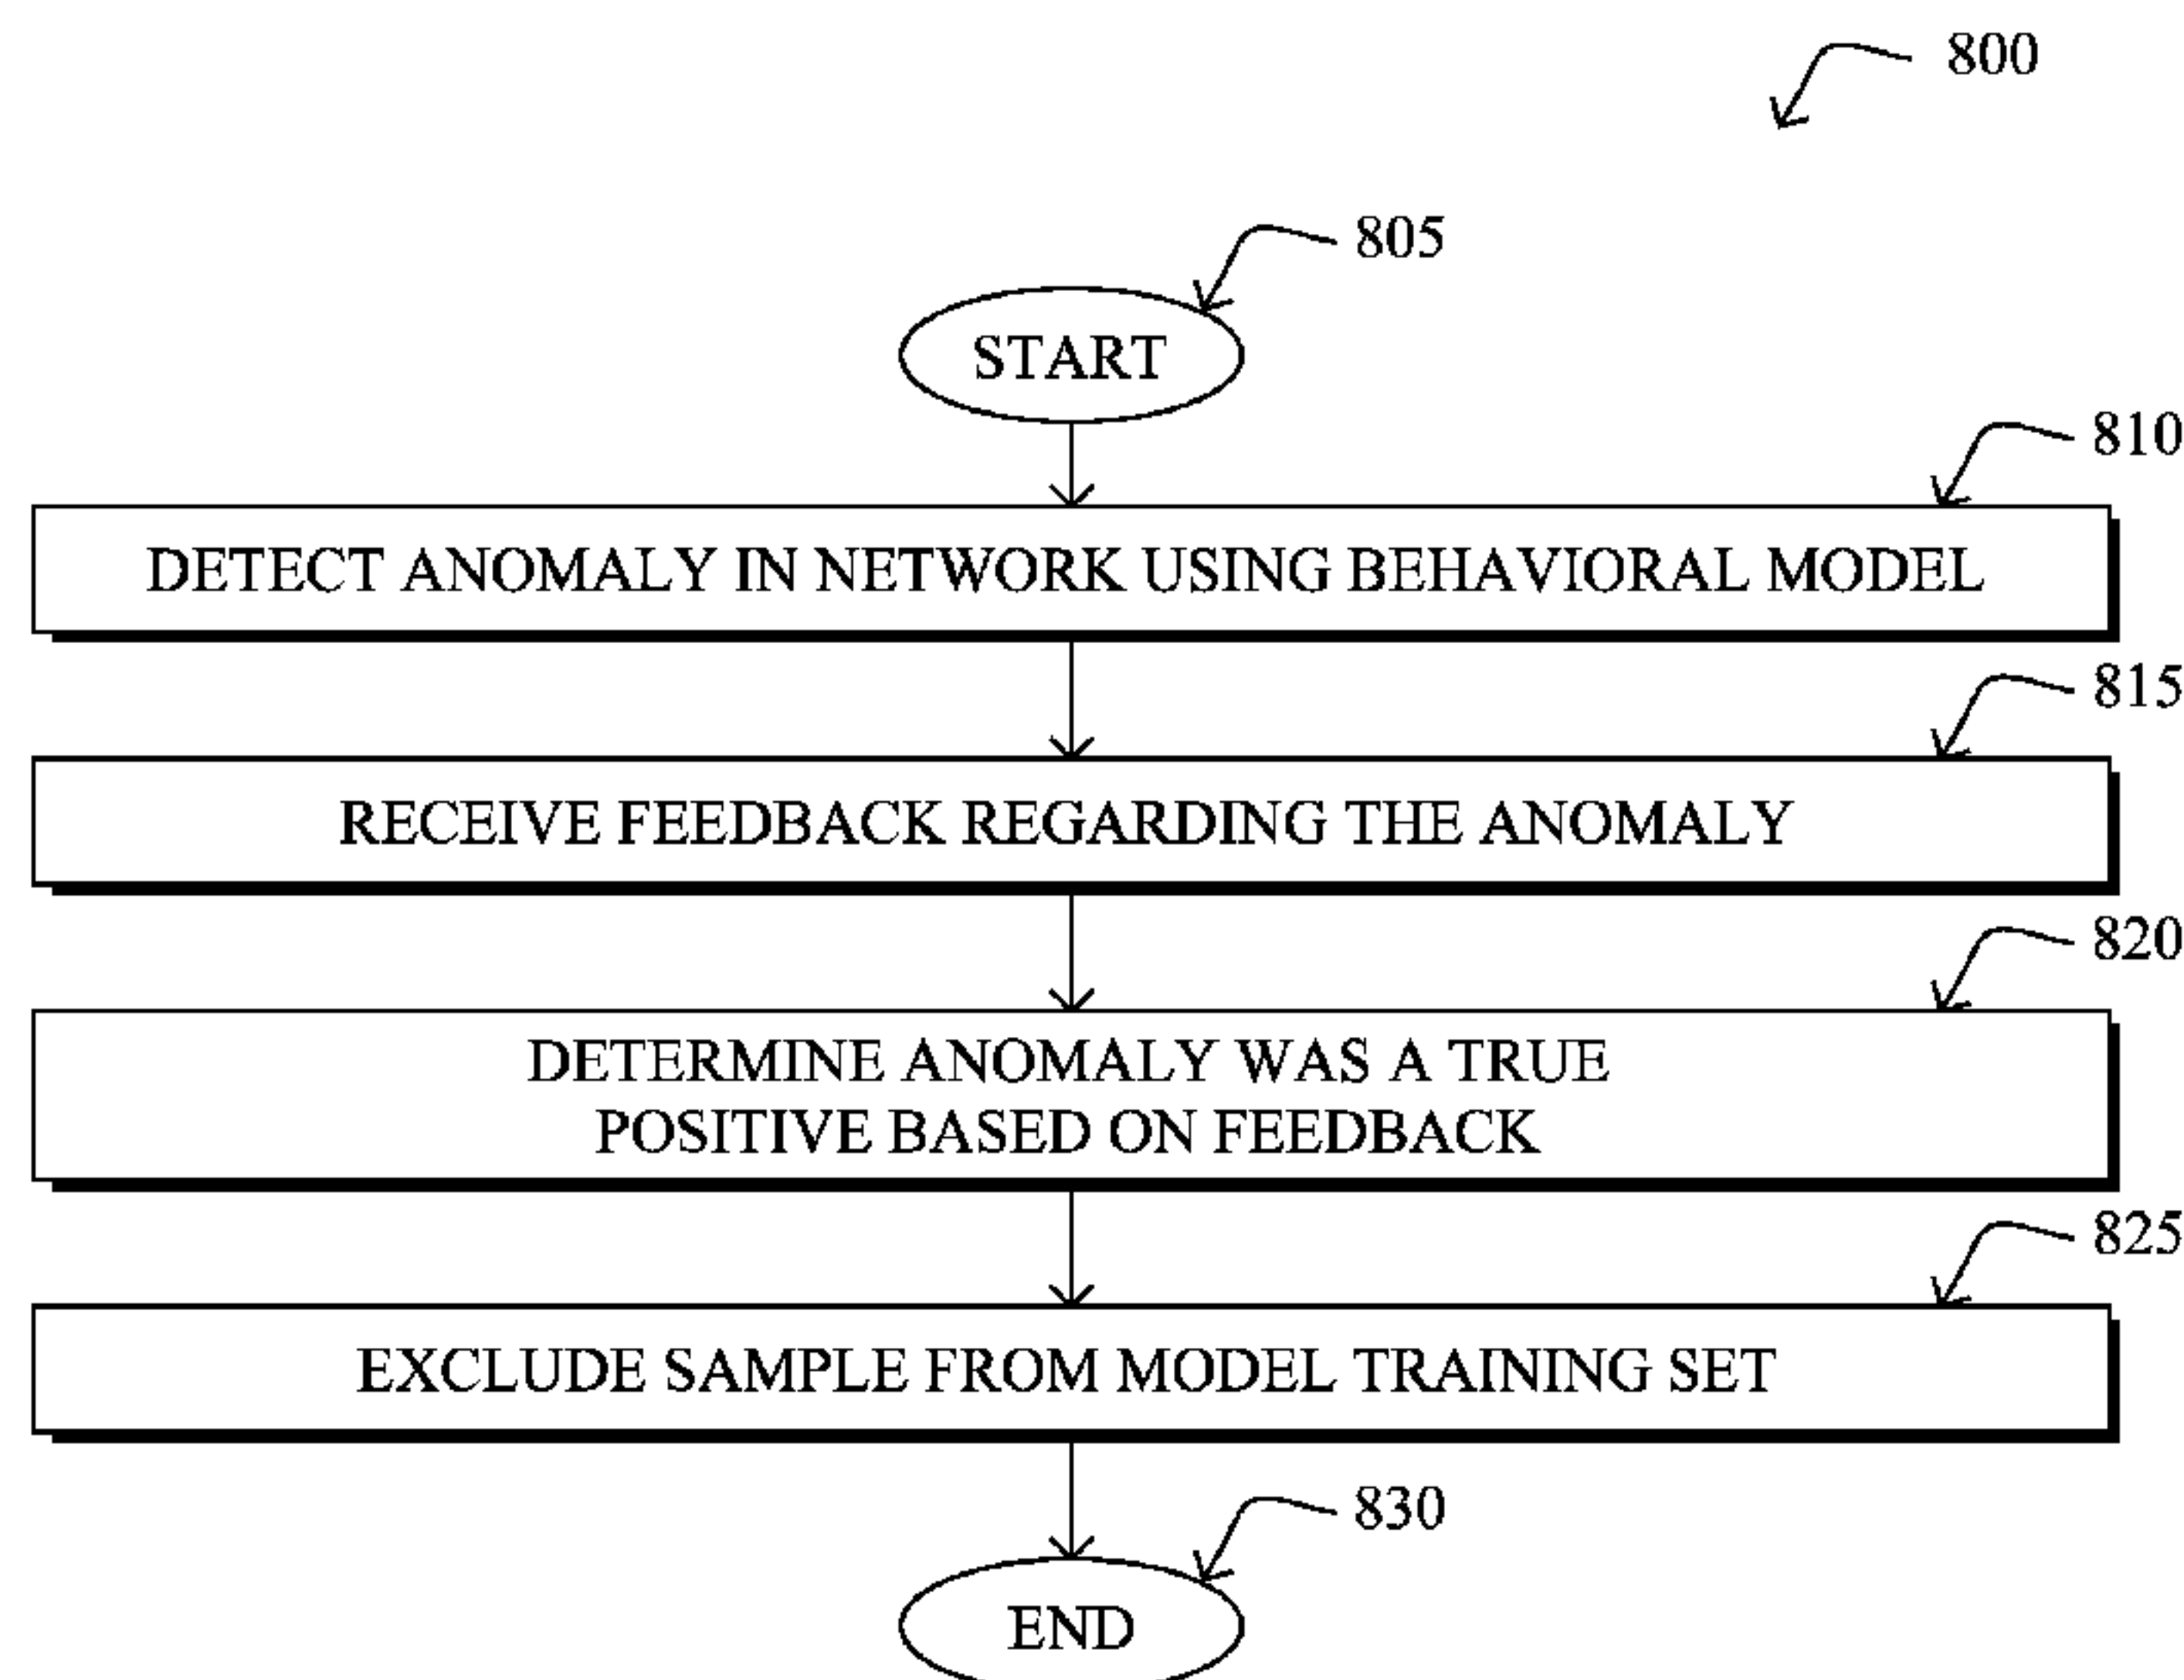 800
805
START
810
DETECT ANOMALY IN NETWORK USING BEHAVIORAL MODEL
815
RECEIVE FEEDBACK REGARDING THE ANOMALY
820
DETERMINE ANOMALY WAS A TRUE
POSITIVE BASED ON FEEDBACK
825
EXCLUDE SAMPLE FROM MODEL TRAINING SET
830
END